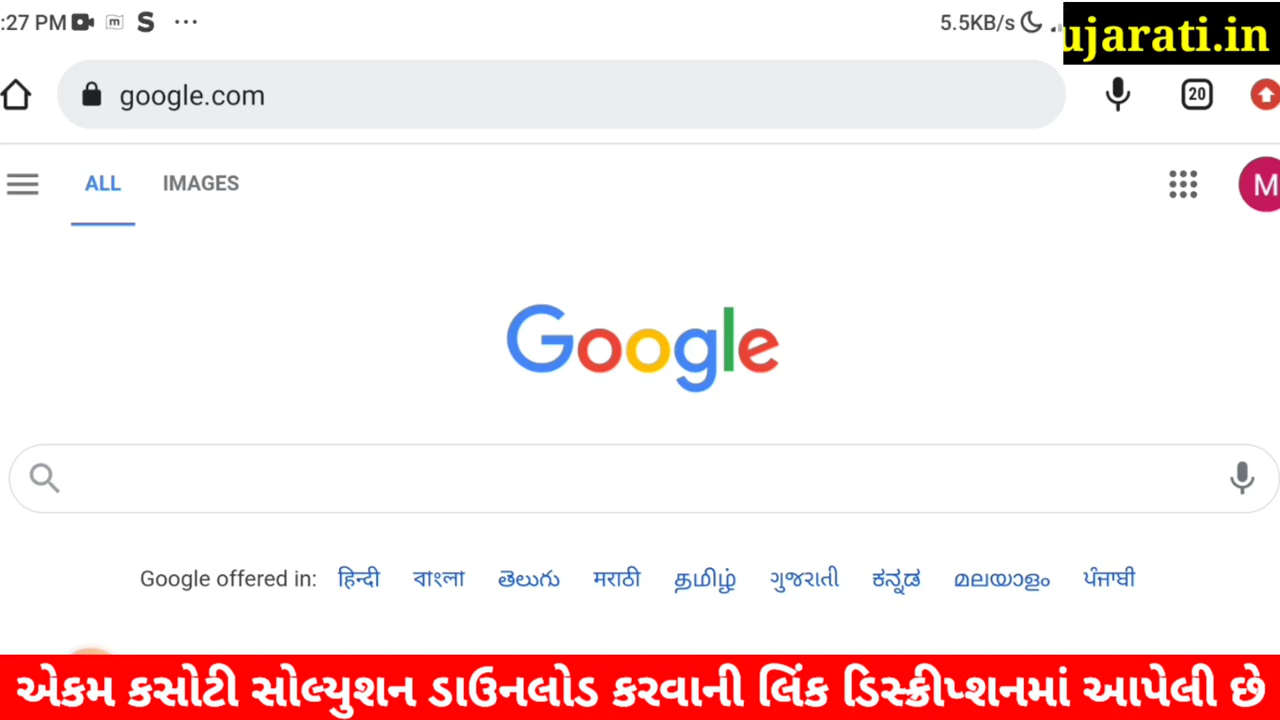 :27 PM m S ... 5.5KB/s
ujarati.in
google.com 20
ALL IMAGES M
Google
Google offered in: हिन्दी বাংলা తెలుగు मराठी தமிழ் ગુજરાતી ಕನ್ನಡ മലയാളം ਪੰਜਾਬੀ
એકમ કસોટી સોલ્યુશન ડાઉનલોડ કરવાની લિંક ડિસ્ક્રીપ્શનમાં આપેલી છે